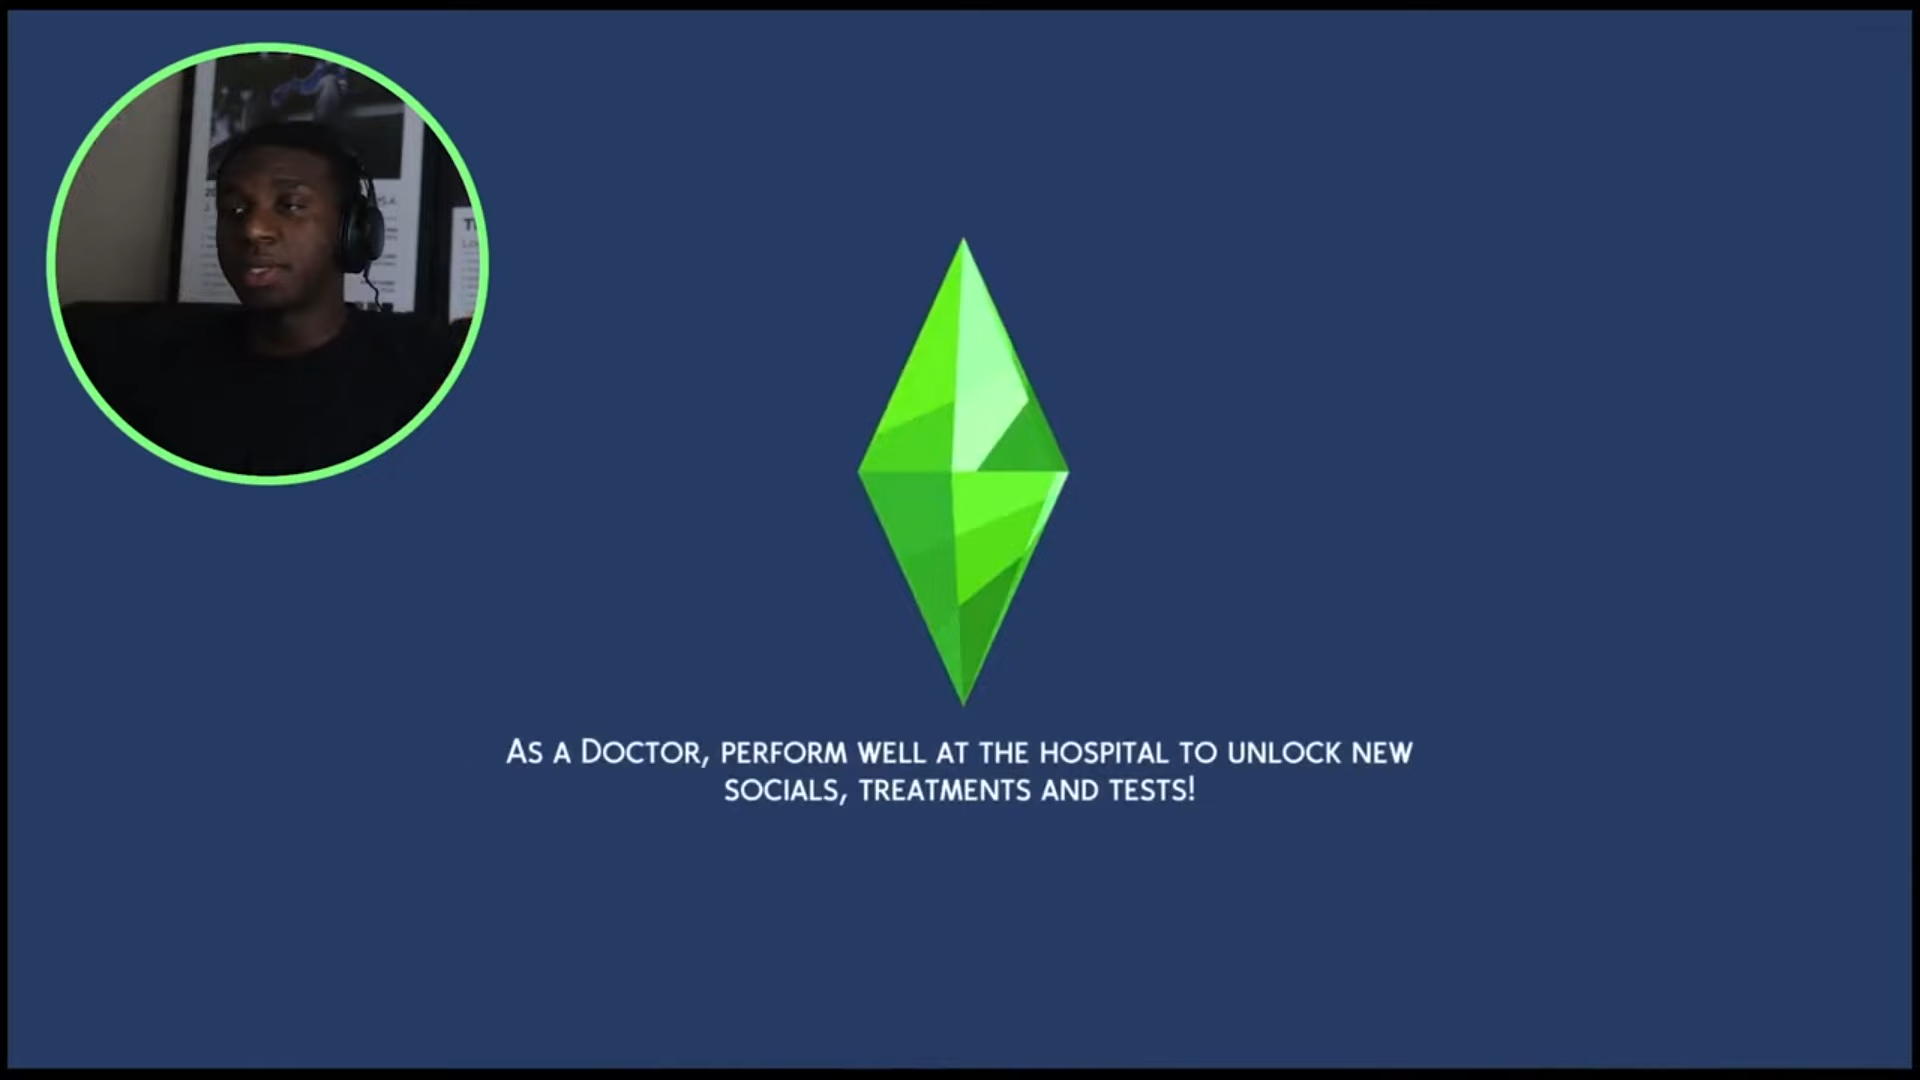 As a Doctor, perform well at the hospital to unlock new
socials, treatments and tests!